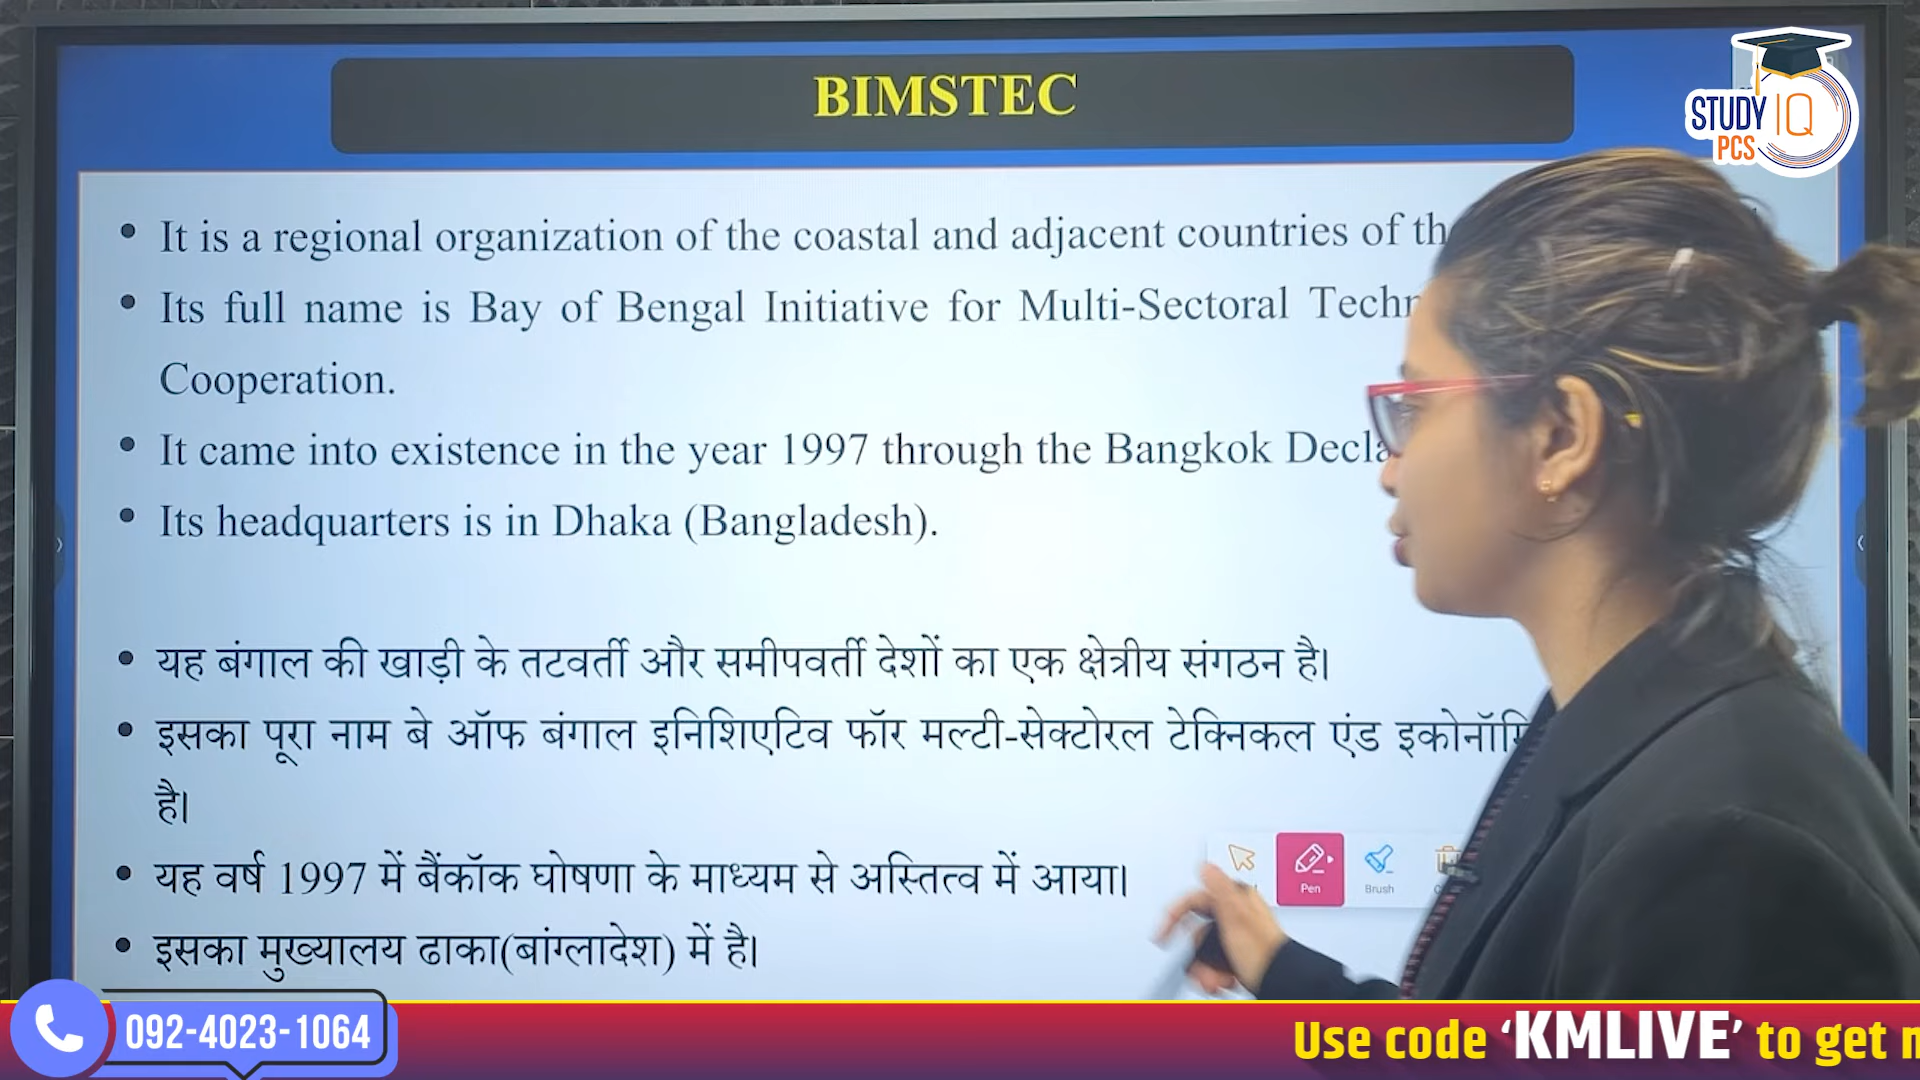 BIMSTEC
STUDY IQ
PCS
• It is a regional organization of the coastal and adjacent countries of
• Its full name is Bay of Bengal Initiative for Multi-Sectoral
Cooperation.
• It came into existence in the year 1997 through the Bangkok
• Its headquarters is in Dhaka (Bangladesh).
• यह बंगाल की खाड़ी के तटवर्ती और समीपवर्ती देशों का एक क्षेत्रीय संगठन है।
• इसका पूरा नाम बे ऑफ बंगाल इनिशिएटिव फॉर मल्टी-सेक्टोरल टेक्निकल एंड
है।
• यह वर्ष 1997 में बैंकॉक घोषणा के माध्यम से अस्तित्व में आया।
• इसका मुख्यालय ढाका(बांग्लादेश) में है।
Pen
Brush
092-4023-1064
Use code ‘KMLIVE’ to get